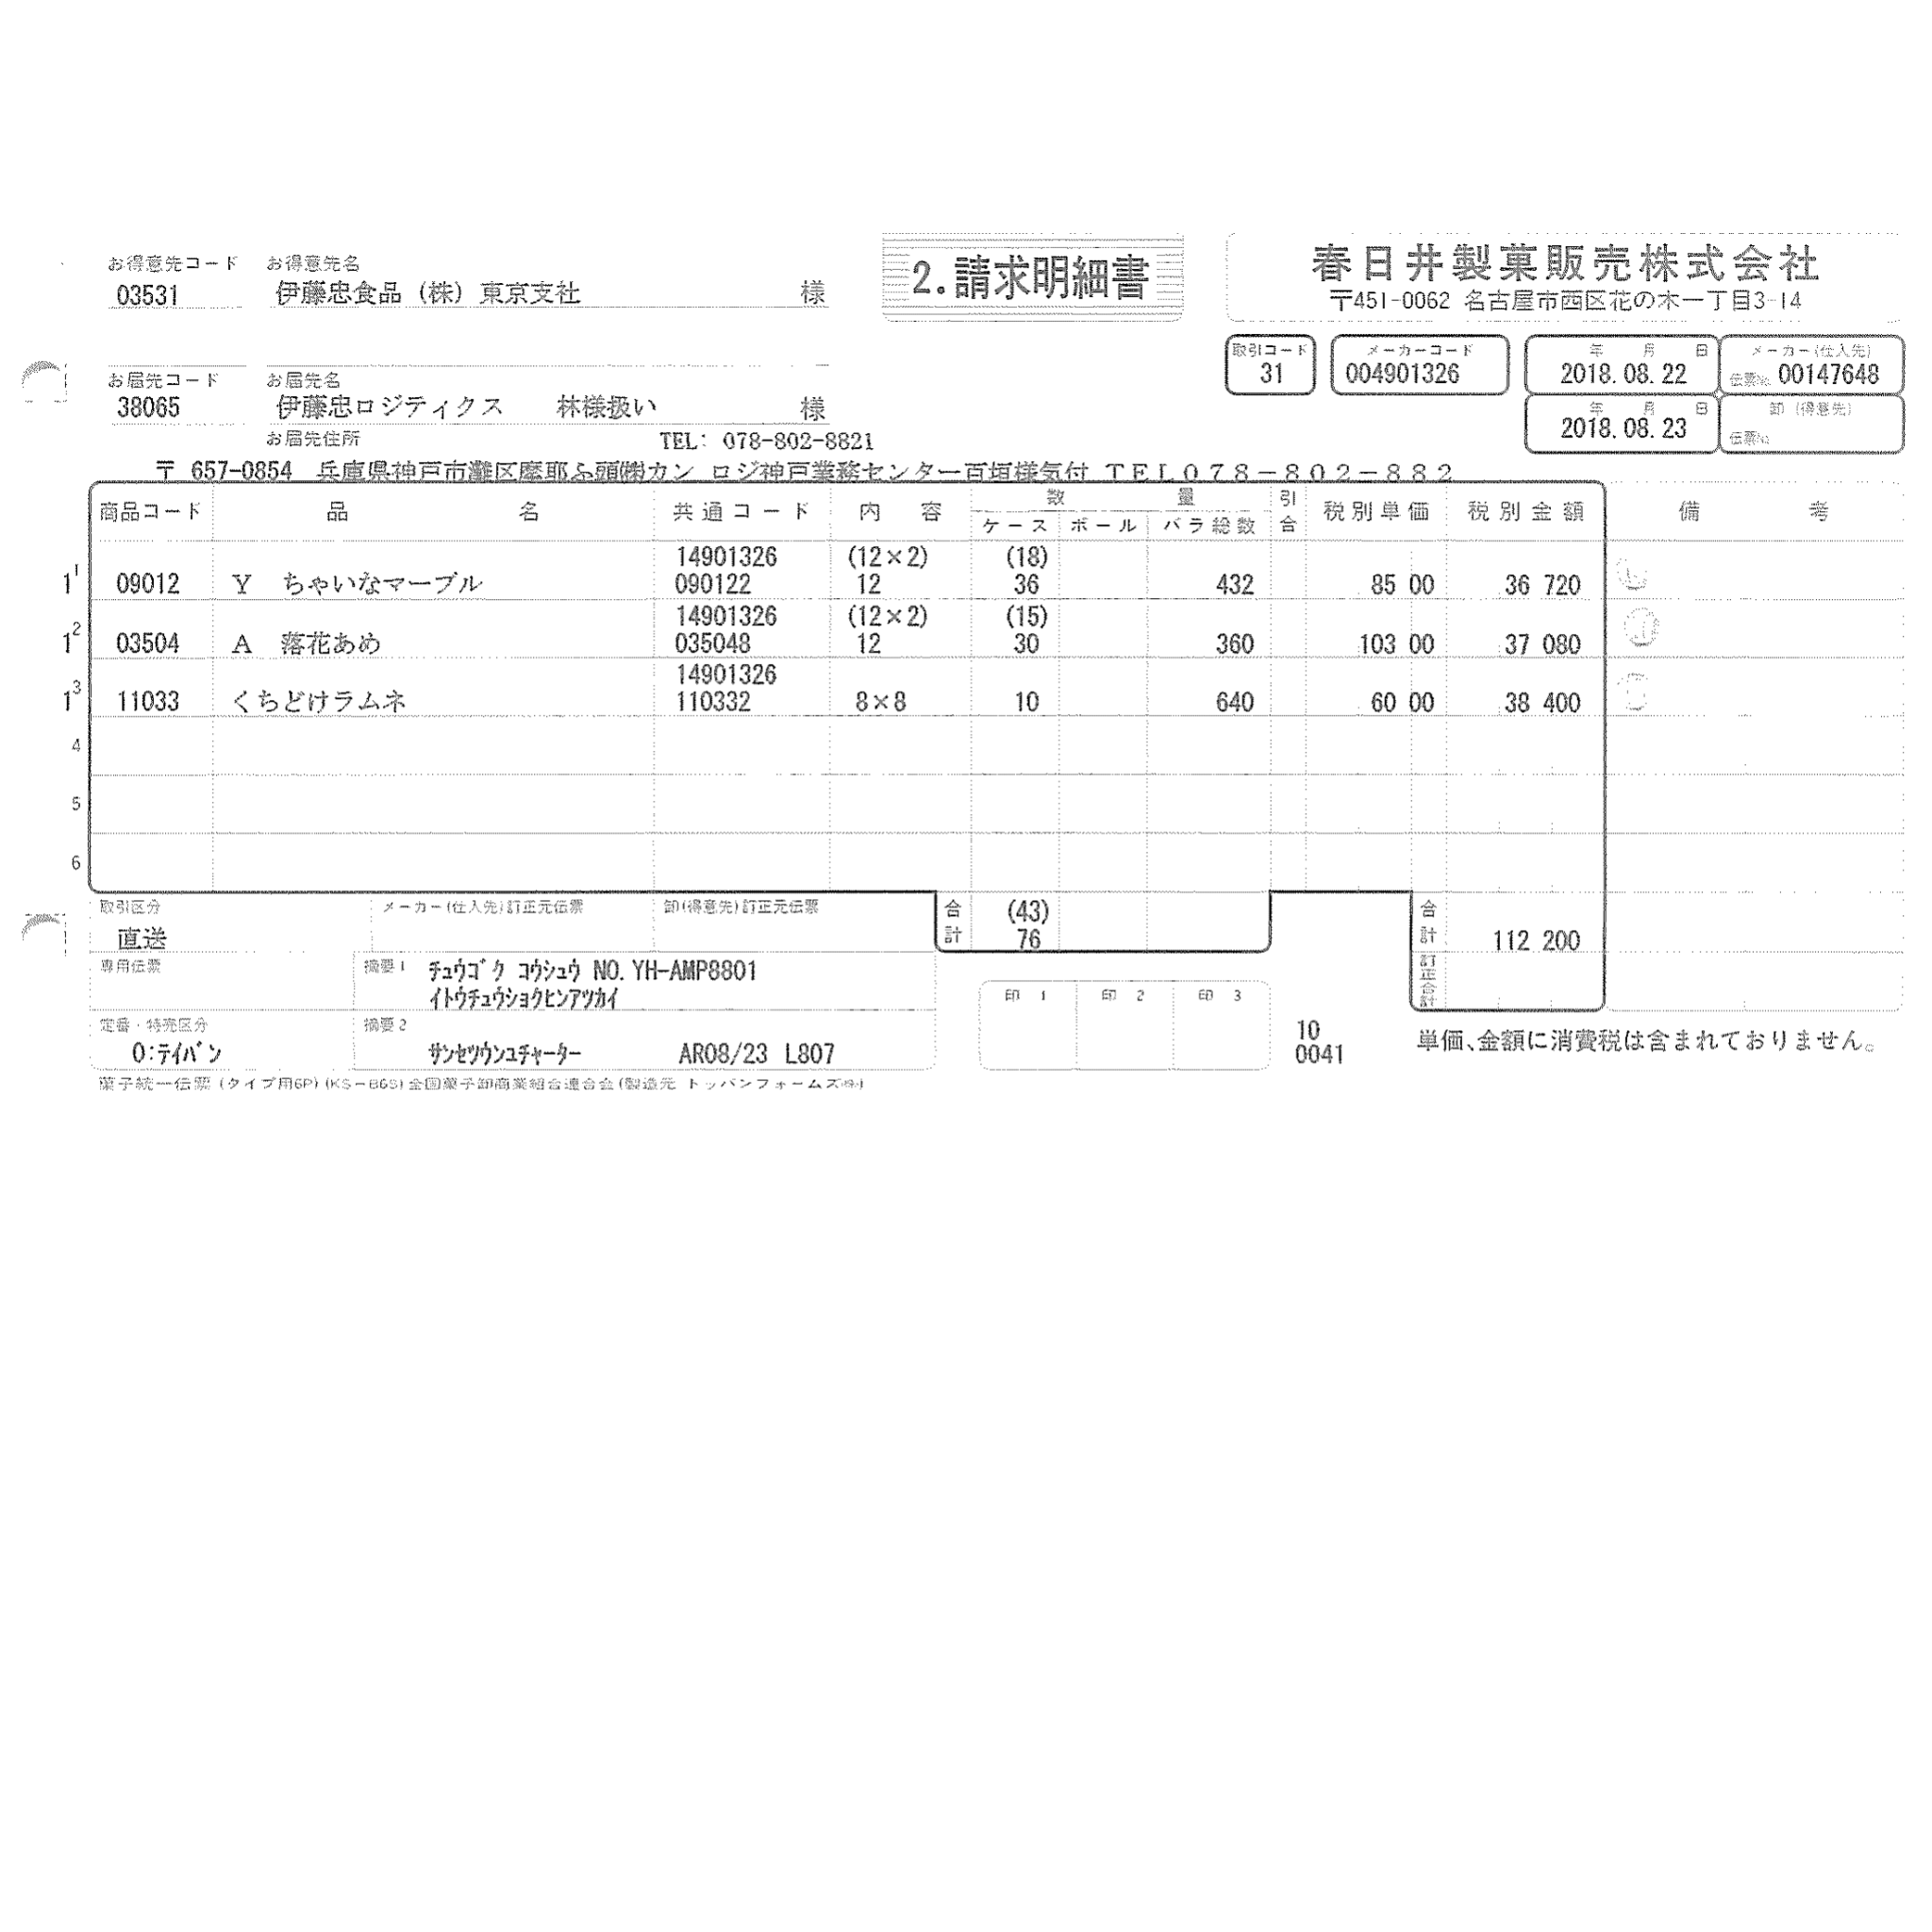 お得意先コード お得意先名
03531 伊藤忠食品(株)東京支社 様
2.請求明細書
春日井製菓販売株式会社
〒451-0062 名古屋市西区花の木一丁目3-14
取引コード メーカーコード 年 月 日 メーカー(仕入先)
31 004901326 2018.08.22 伝票No. 00147648
お届先コード お届先名 年 月 日 卸(得意先)
38065 伊藤忠ロジティクス 林様扱い 様 2018.08.23 伝票No.
お届先住所 TEL: 078-802-8821
〒 657-0854 兵庫県神戸市灘区摩耶ふ頭㈱カン ロジ神戸業務センター百垣様気付 TEL078-802-882
商品コード 品名 共通コード 内容 数量 引合 税別単価 税別金額 備考
ケース ボール バラ総数
14901326 (12×2) (18)
1 1 09012 Y ちゃいなマーブル 090122 12 36 432 85 00 36 720
14901326 (12×2) (15)
1 2 03504 A 落花あめ 035048 12 30 360 103 00 37 080
14901326
1 3 11033 くちどけラムネ 110332 8×8 10 640 60 00 38 400
4
5
6
取引区分 メーカー(仕入先)訂正元伝票 卸(得意先)訂正元伝票 合計 (43) 合計
直送 76 112 200
専用伝票 摘要1 チュウゴク コウシュウ NO.YH-AMP8801 訂正合計
イトウチュウショクヒンアツカイ 印 1 印 2 印 3
定番・特売区分 摘要2
0:テイバン サンセツウンユチャーター AR08/23 L807
10
0041 単価、金額に消費税は含まれておりません。
菓子統一伝票 (タイプ用6P)(KS-B6S)全国菓子卸商業組合連合会(製造元 トッパンフォームズ㈱)